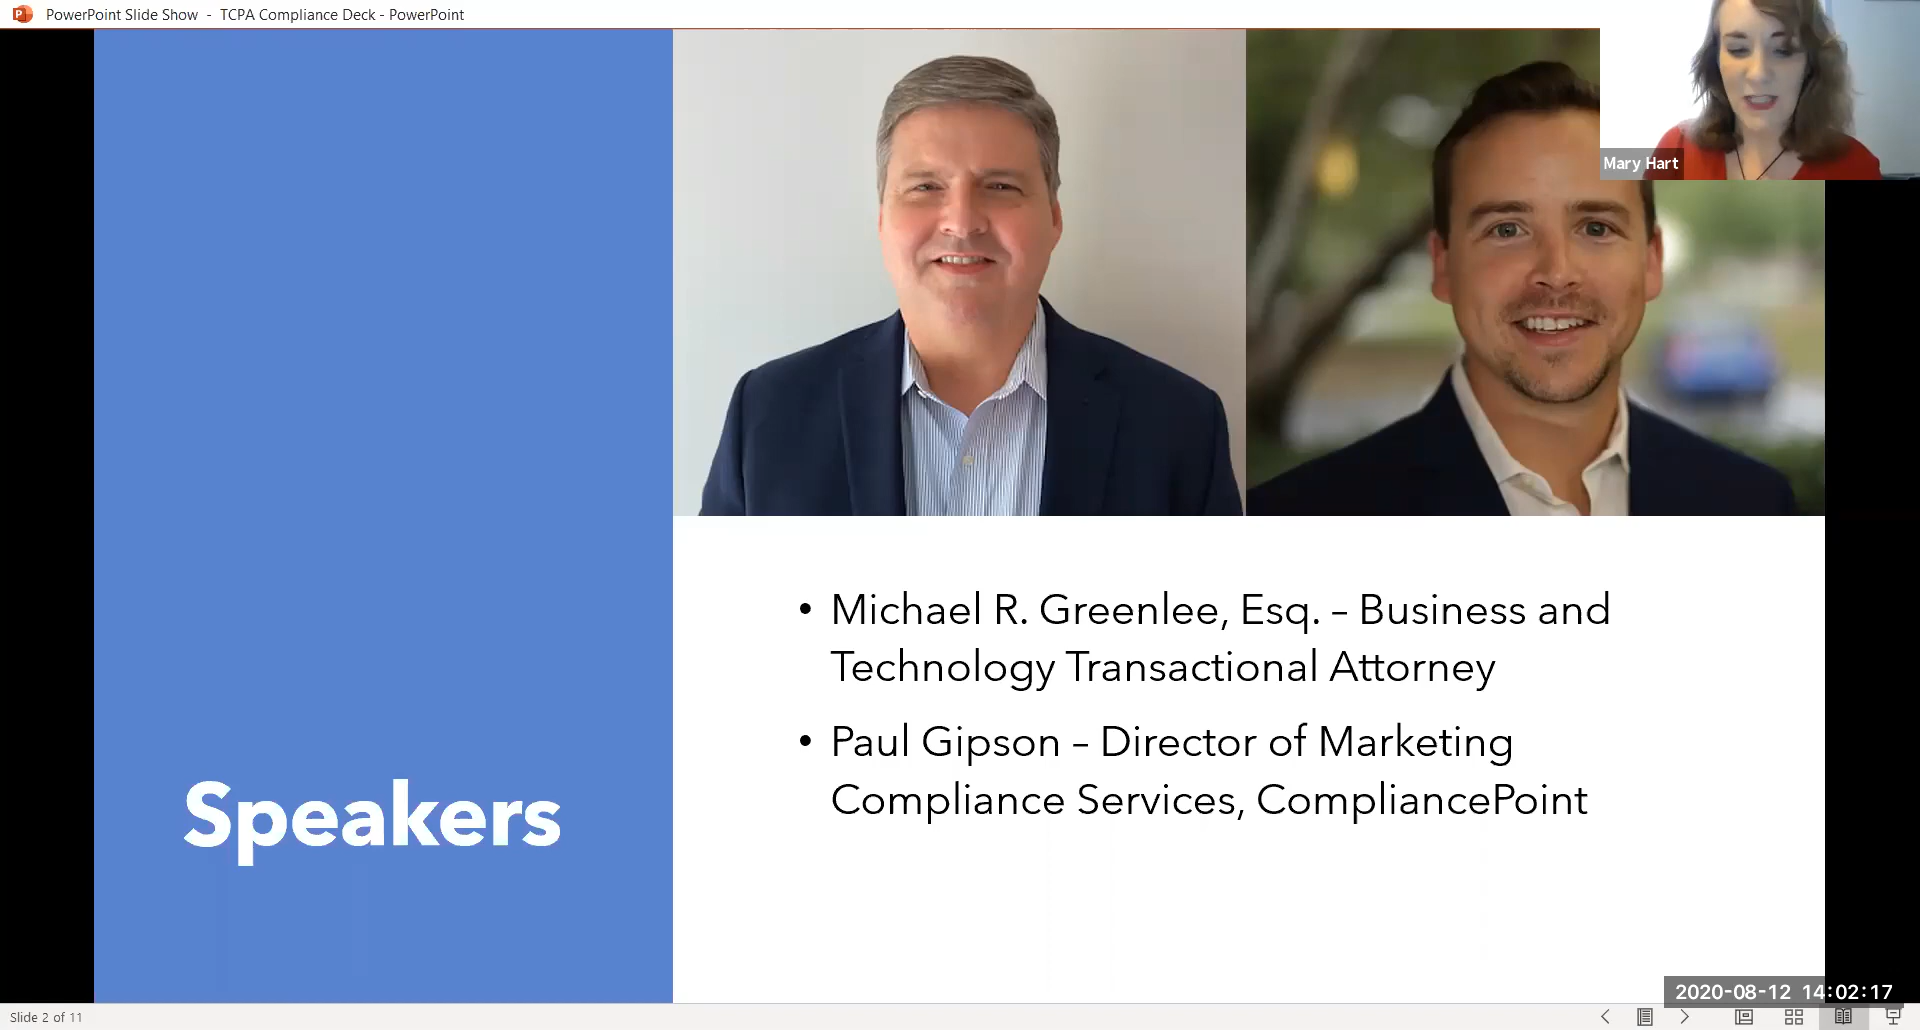 PowerPoint Slide Show - TCPA Compliance Deck - PowerPoint
Mary Hart
• Michael R. Greenlee, Esq. – Business and
Technology Transactional Attorney
• Paul Gipson – Director of Marketing
Compliance Services, CompliancePoint
Speakers
2020-08-12 14:02:17
Slide 2 of 11